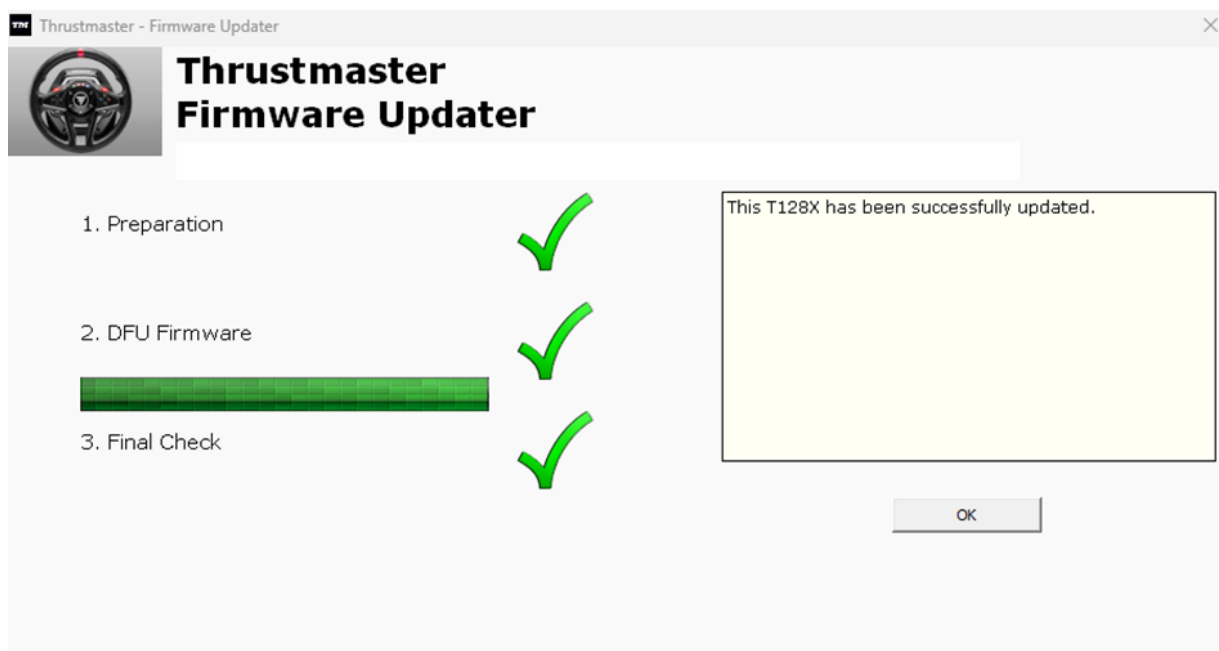 TM Thrustmaster - Firmware Updater
Thrustmaster
Firmware Updater
1. Preparation
This T128X has been successfully updated.
2. DFU Firmware
3. Final Check
OK